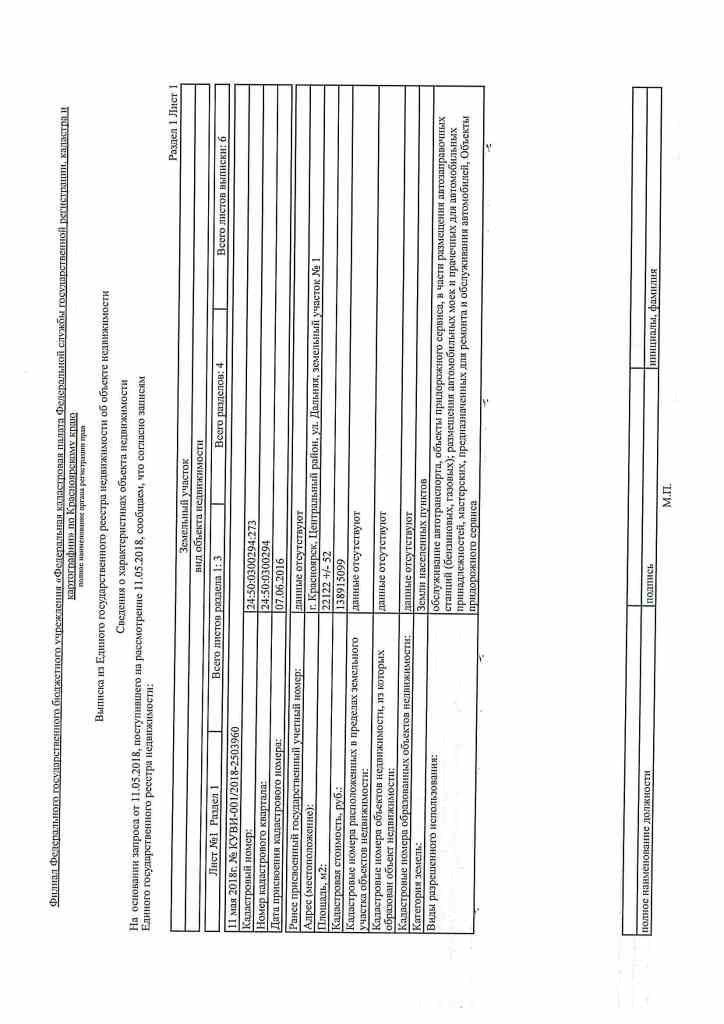 Филиал Федерального государственного бюджетного учреждения «Федеральная кадастровая палата Федеральной службы государственной регистрации, кадастра и
картографии» по Красноярскому краю
полное наименование органа регистрации прав
Выписка из Единого государственного реестра недвижимости об объекте недвижимости
Сведения о характеристиках объекта недвижимости
На основании запроса от 11.05.2018, поступившего на рассмотрение 11.05.2018, сообщаем, что согласно записям
Единого государственного реестра недвижимости:
Раздел 1 Лист 1
Земельный участок
вид объекта недвижимости
Лист №1 Раздел 1 Всего листов раздела 1: 3 Всего разделов: 4 Всего листов выписки: 6
11 мая 2018г. № КУВИ-001/2018-2503960
Кадастровый номер: 24:50:0300294:273
Номер кадастрового квартала: 24:50:0300294
Дата присвоения кадастрового номера: 07.06.2016
Ранее присвоенный государственный учетный номер: данные отсутствуют
Адрес (местоположение): г. Красноярск, Центральный район, ул. Дальняя, земельный участок № 1
Площадь, м2: 22122 +/- 52
Кадастровая стоимость, руб.: 138915099
Кадастровые номера расположенных в пределах земельного
участка объектов недвижимости: данные отсутствуют
Кадастровые номера объектов недвижимости, из которых
образован объект недвижимости: данные отсутствуют
Кадастровые номера образованных объектов недвижимости: данные отсутствуют
Категория земель: Земли населенных пунктов
Виды разрешенного использования: обслуживание автотранспорта, объекты придорожного сервиса, в части размещения автозаправочных
станций (бензиновых, газовых); размещения автомобильных моек и прачечных для автомобильных
принадлежностей, мастерских, предназначенных для ремонта и обслуживания автомобилей, Объекты
придорожного сервиса
полное наименование должности подпись инициалы, фамилия
М.П.